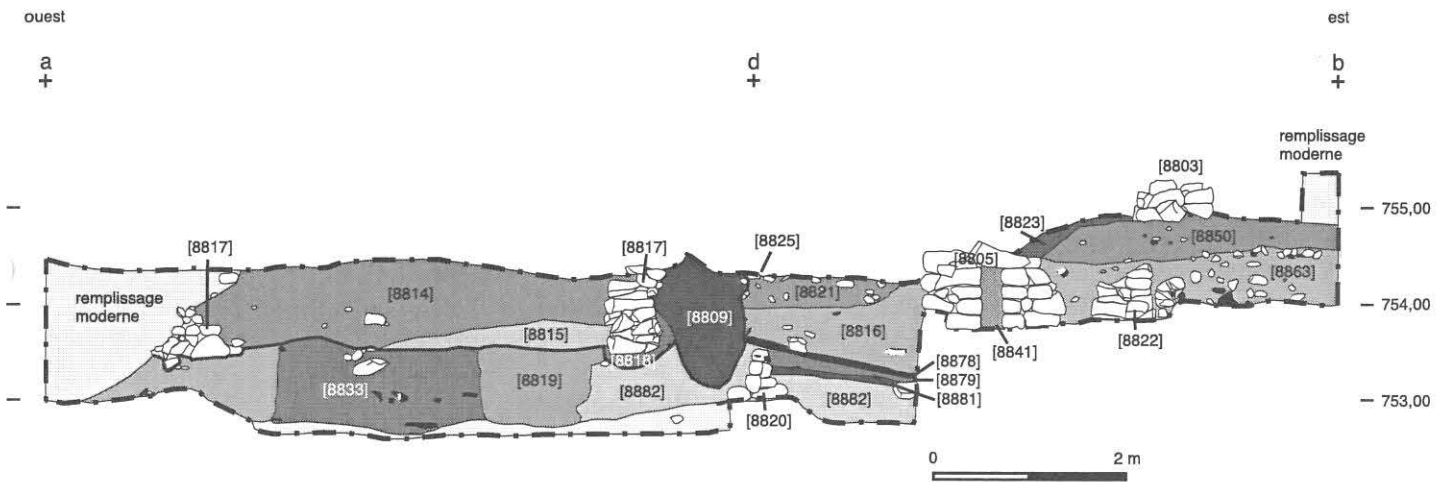 ouest
est
a
d
b
remplissage
moderne
[8803]
755,00
[8823]
[8817]
[8817]
[8825]
[8850]
[8805]
[8863]
remplissage
moderne
[8814]
[8821]
[8809]
754,00
[8816]
[8815]
[8841]
[8822]
[8818]
[8878]
[8879]
[8833]
[8819]
[8882]
[8882]
[8881]
753,00
[8820]
0
2 m